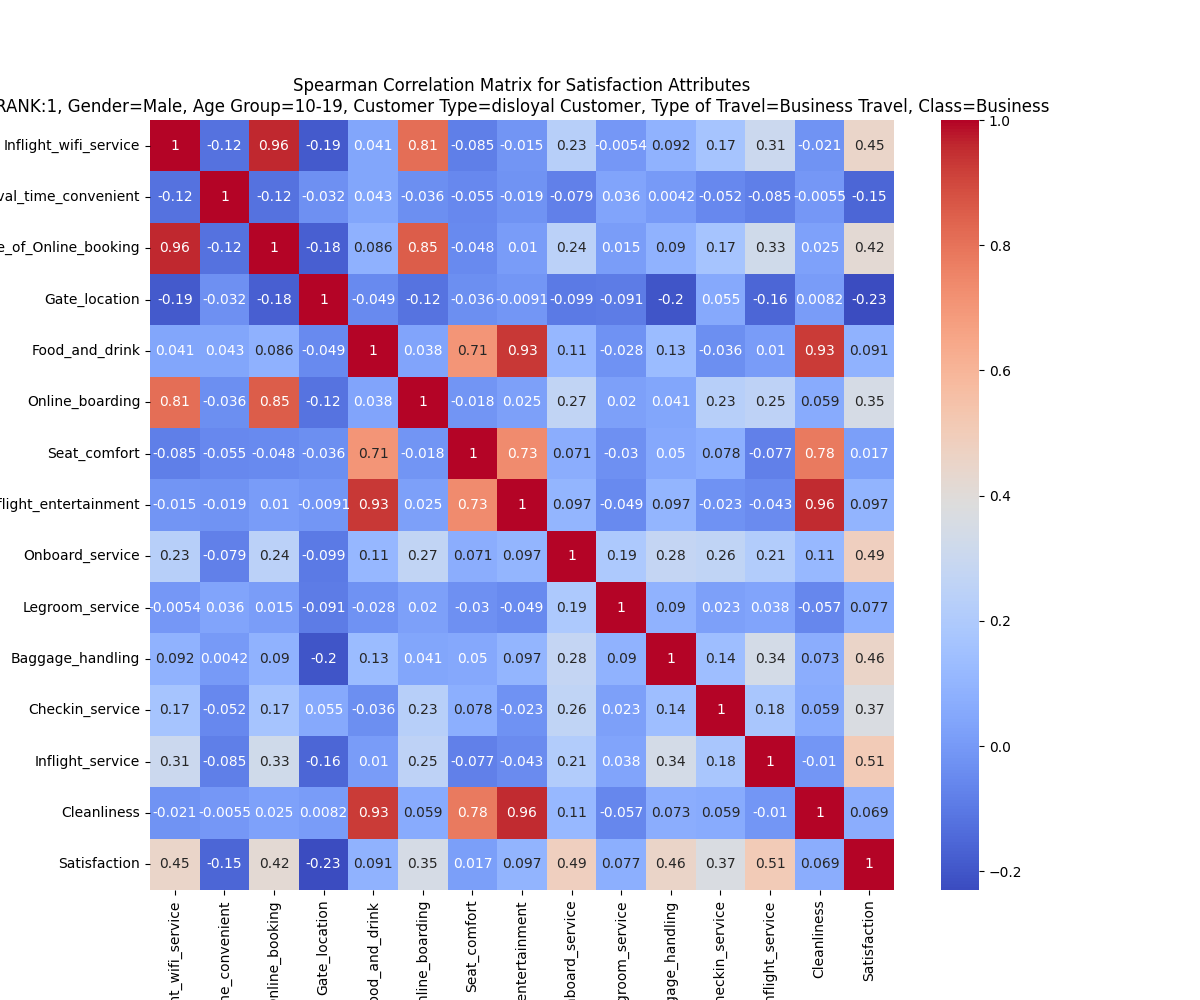 Spearman Correlation Matrix for Satisfaction Attributes
RANK:1, Gender=Male, Age Group=10-19, Customer Type=disloyal Customer, Type of Travel=Business Travel, Class=Business
Inflight_wifi_service 1 -0.12 0.96 -0.19 0.041 0.81 -0.085 -0.015 0.23 -0.0054 0.092 0.17 0.31 -0.021 0.45
val_time_convenient -0.12 1 -0.12 -0.032 0.043 -0.036 -0.055 -0.019 -0.079 0.036 0.0042 -0.052 -0.085 -0.0055 -0.15
e_of_Online_booking 0.96 -0.12 1 -0.18 0.086 0.85 -0.048 0.01 0.24 0.015 0.09 0.17 0.33 0.025 0.42
Gate_location -0.19 -0.032 -0.18 1 -0.049 -0.12 -0.036 -0.0091 -0.099 -0.091 -0.2 0.055 -0.16 0.0082 -0.23
Food_and_drink 0.041 0.043 0.086 -0.049 1 0.038 0.71 0.93 0.11 -0.028 0.13 -0.036 0.01 0.93 0.091
Online_boarding 0.81 -0.036 0.85 -0.12 0.038 1 -0.018 0.025 0.27 0.02 0.041 0.23 0.25 0.059 0.35
Seat_comfort -0.085 -0.055 -0.048 -0.036 0.71 -0.018 1 0.73 0.071 -0.03 0.05 0.078 -0.077 0.78 0.017
flight_entertainment -0.015 -0.019 0.01 -0.0091 0.93 0.025 0.73 1 0.097 -0.049 0.097 -0.023 -0.043 0.96 0.097
Onboard_service 0.23 -0.079 0.24 -0.099 0.11 0.27 0.071 0.097 1 0.19 0.28 0.26 0.21 0.11 0.49
Legroom_service -0.0054 0.036 0.015 -0.091 -0.028 0.02 -0.03 -0.049 0.19 1 0.09 0.023 0.038 -0.057 0.077
Baggage_handling 0.092 0.0042 0.09 -0.2 0.13 0.041 0.05 0.097 0.28 0.09 1 0.14 0.34 0.073 0.46
Checkin_service 0.17 -0.052 0.17 0.055 -0.036 0.23 0.078 -0.023 0.26 0.023 0.14 1 0.18 0.059 0.37
Inflight_service 0.31 -0.085 0.33 -0.16 0.01 0.25 -0.077 -0.043 0.21 0.038 0.34 0.18 1 -0.01 0.51
Cleanliness -0.021 -0.0055 0.025 0.0082 0.93 0.059 0.78 0.96 0.11 -0.057 0.073 0.059 -0.01 1 0.069
Satisfaction 0.45 -0.15 0.42 -0.23 0.091 0.35 0.017 0.097 0.49 0.077 0.46 0.37 0.51 0.069 1
nt_wifi_service
ne_convenient
nline_booking
Gate_location
ood_and_drink
nline_boarding
Seat_comfort
entertainment
nboard_service
groom_service
gage_handling
heckin_service
nflight_service
Cleanliness
Satisfaction
1.0
0.8
0.6
0.4
0.2
0.0
−0.2